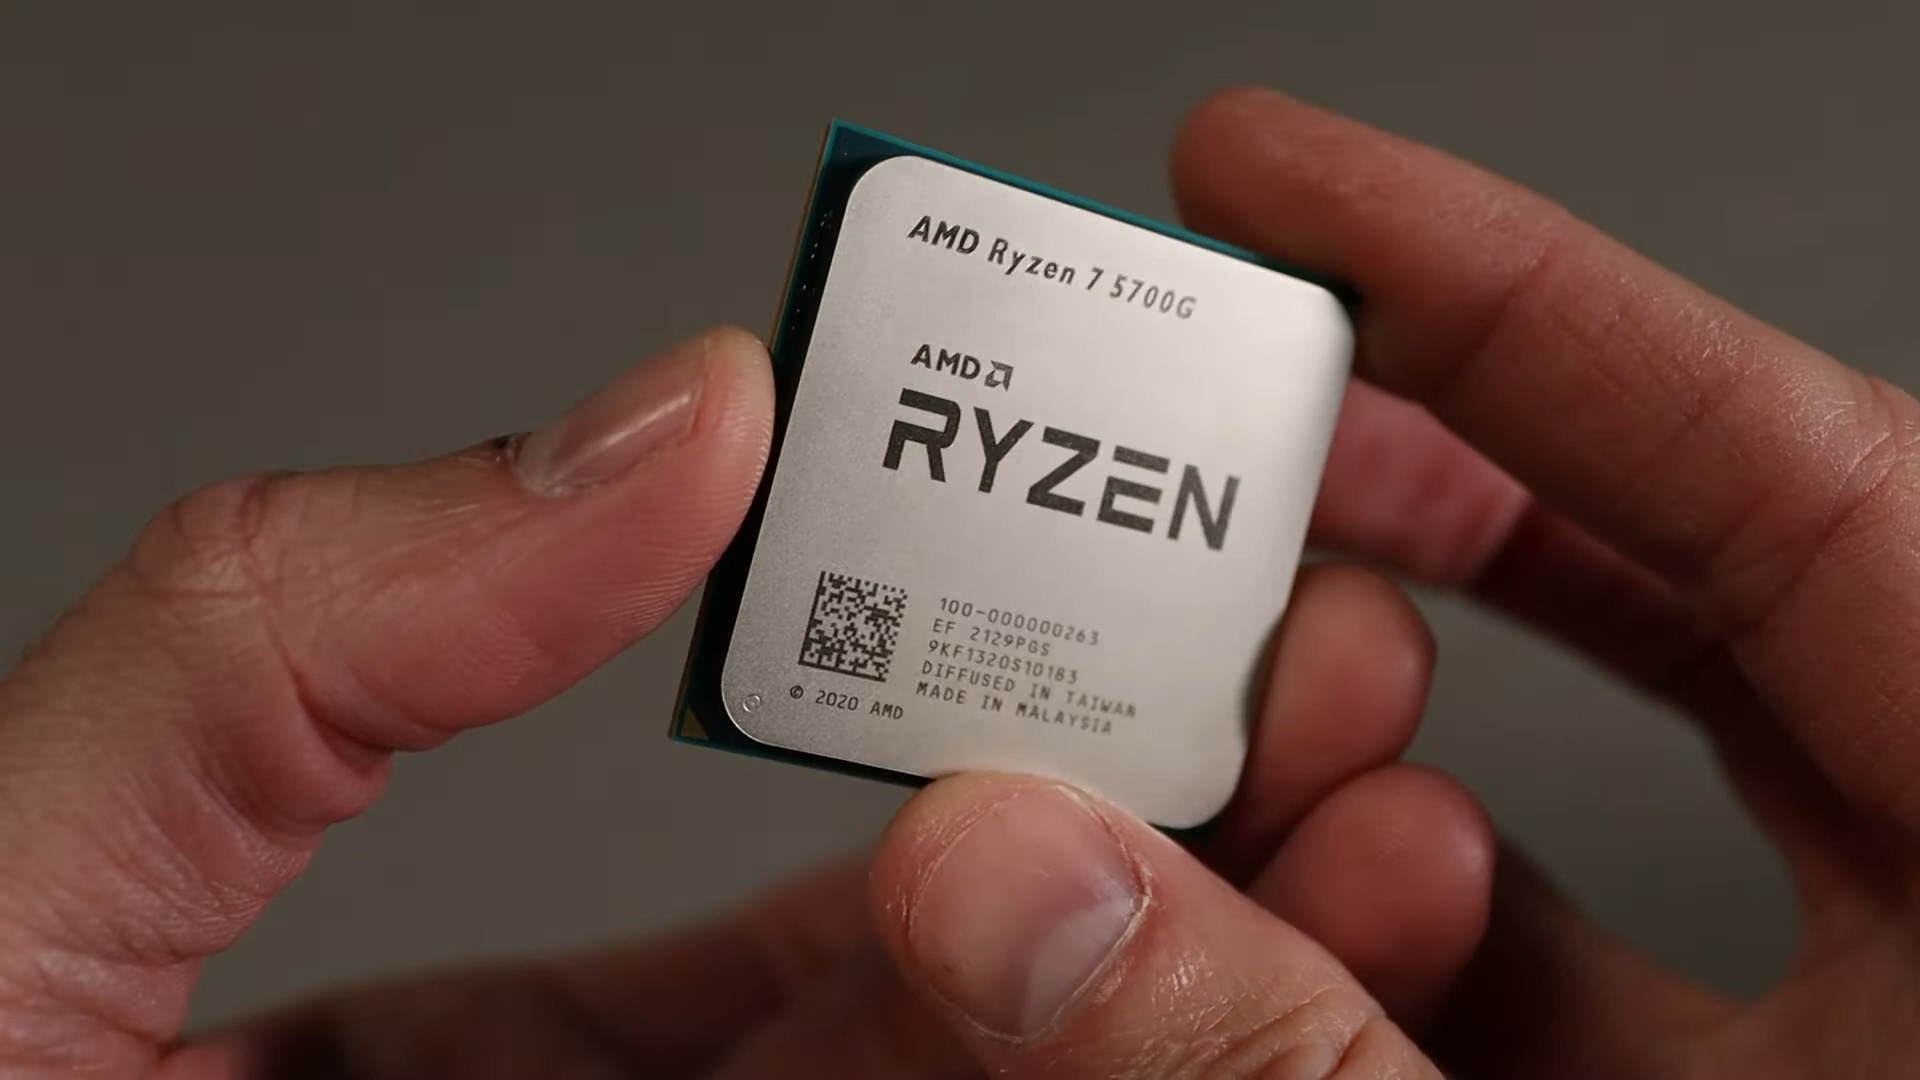 AMD Ryzen 7 5700G
AMD
RYZEN
100-000000263
EF 2129PGS
9KF1320S10183
DIFFUSED IN TAIWAN
MADE IN MALAYSIA
© 2020 AMD